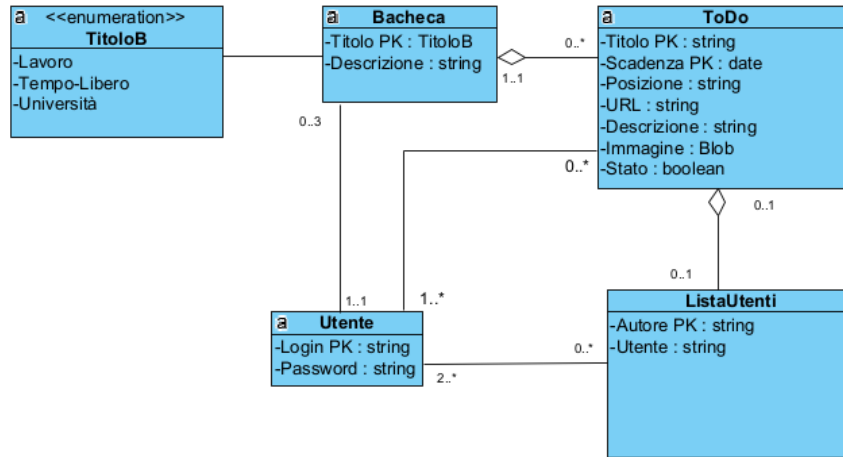 a <<enumeration>>
TitoloB
-Lavoro
-Tempo-Libero
-Università
a Bacheca
-Titolo PK : TitoloB
-Descrizione : string
a ToDo
-Titolo PK : string
-Scadenza PK : date
-Posizione : string
-URL : string
-Descrizione : string
-Immagine : Blob
-Stato : boolean
0..*
1..1
0..3
0..*
0..1
0..1
1..1
1..*
a Utente
-Login PK : string
-Password : string
2..*
0..*
ListaUtenti
-Autore PK : string
-Utente : string